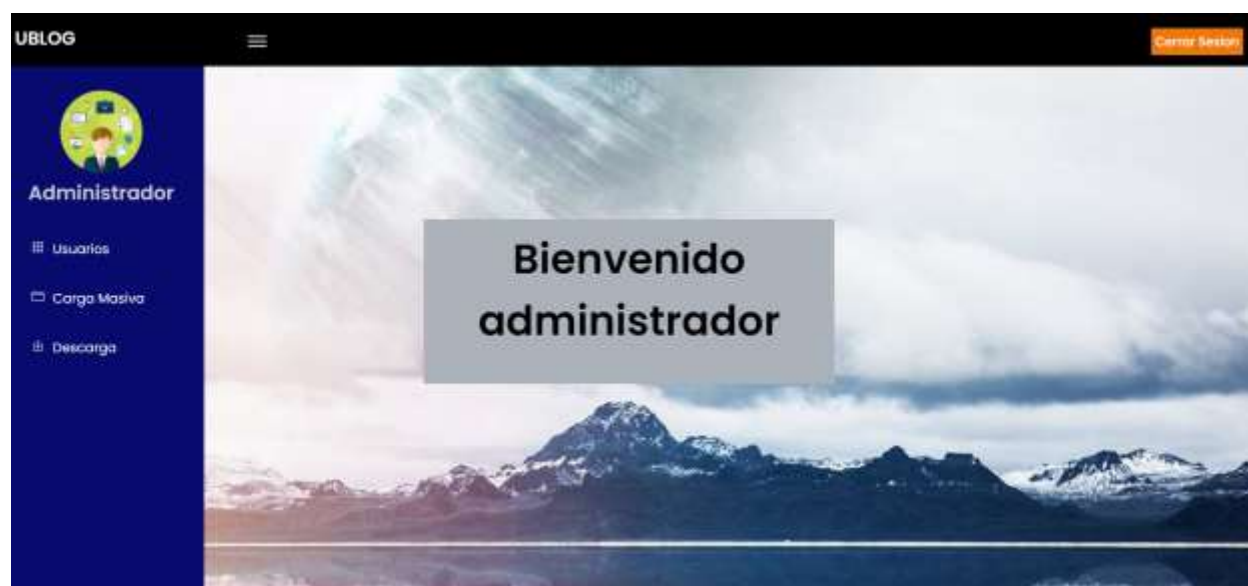 UBLOG
Cerrar Sesion
Administrador
Usuarios
Carga Masiva
Descarga
Bienvenido
administrador